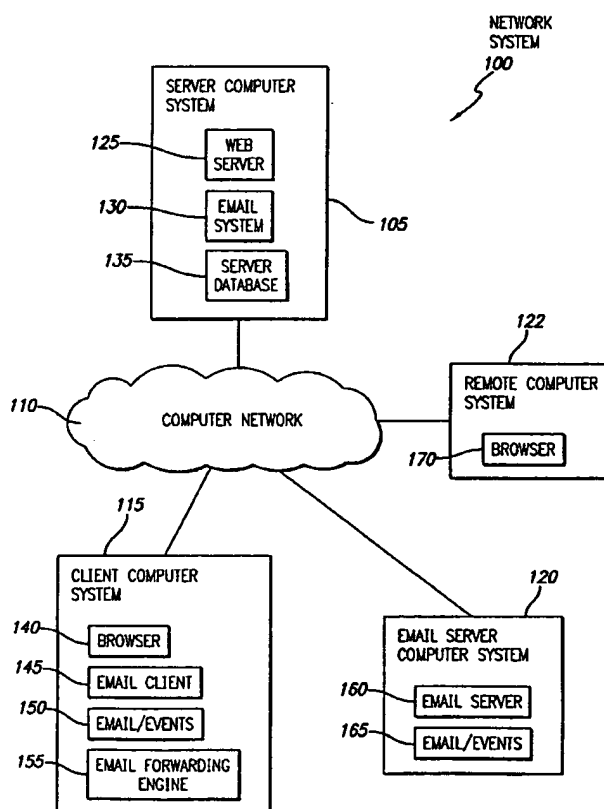 NETWORK
SYSTEM
100
SERVER COMPUTER
SYSTEM
125
WEB
SERVER
130
EMAIL
SYSTEM
105
135
SERVER
DATABASE
122
110
COMPUTER NETWORK
REMOTE COMPUTER
SYSTEM
170
BROWSER
115
CLIENT COMPUTER
SYSTEM
120
140
BROWSER
EMAIL SERVER
COMPUTER SYSTEM
145
EMAIL CLIENT
160
EMAIL SERVER
150
EMAIL/EVENTS
165
EMAIL/EVENTS
155
EMAIL FORWARDING
ENGINE